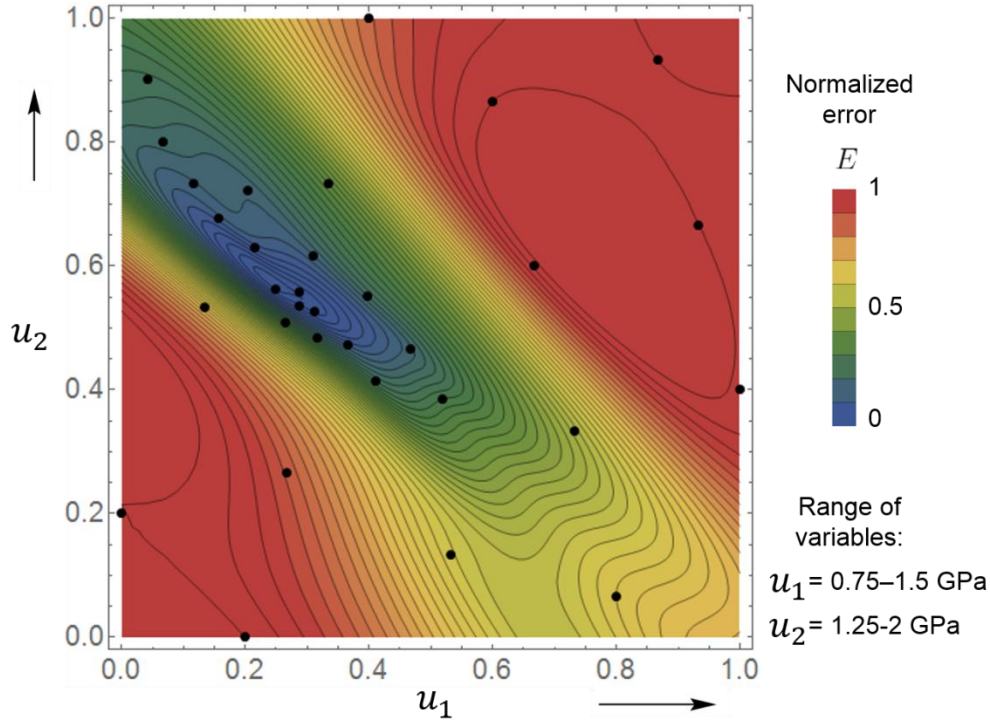 1.0
0.8
0.6
0.4
0.2
0.0
u₂
0.0 0.2 0.4 0.6 0.8 1.0
u₁
Normalized
error
E
1
0.5
0
Range of
variables:
u₁ = 0.75–1.5 GPa
u₂ = 1.25-2 GPa